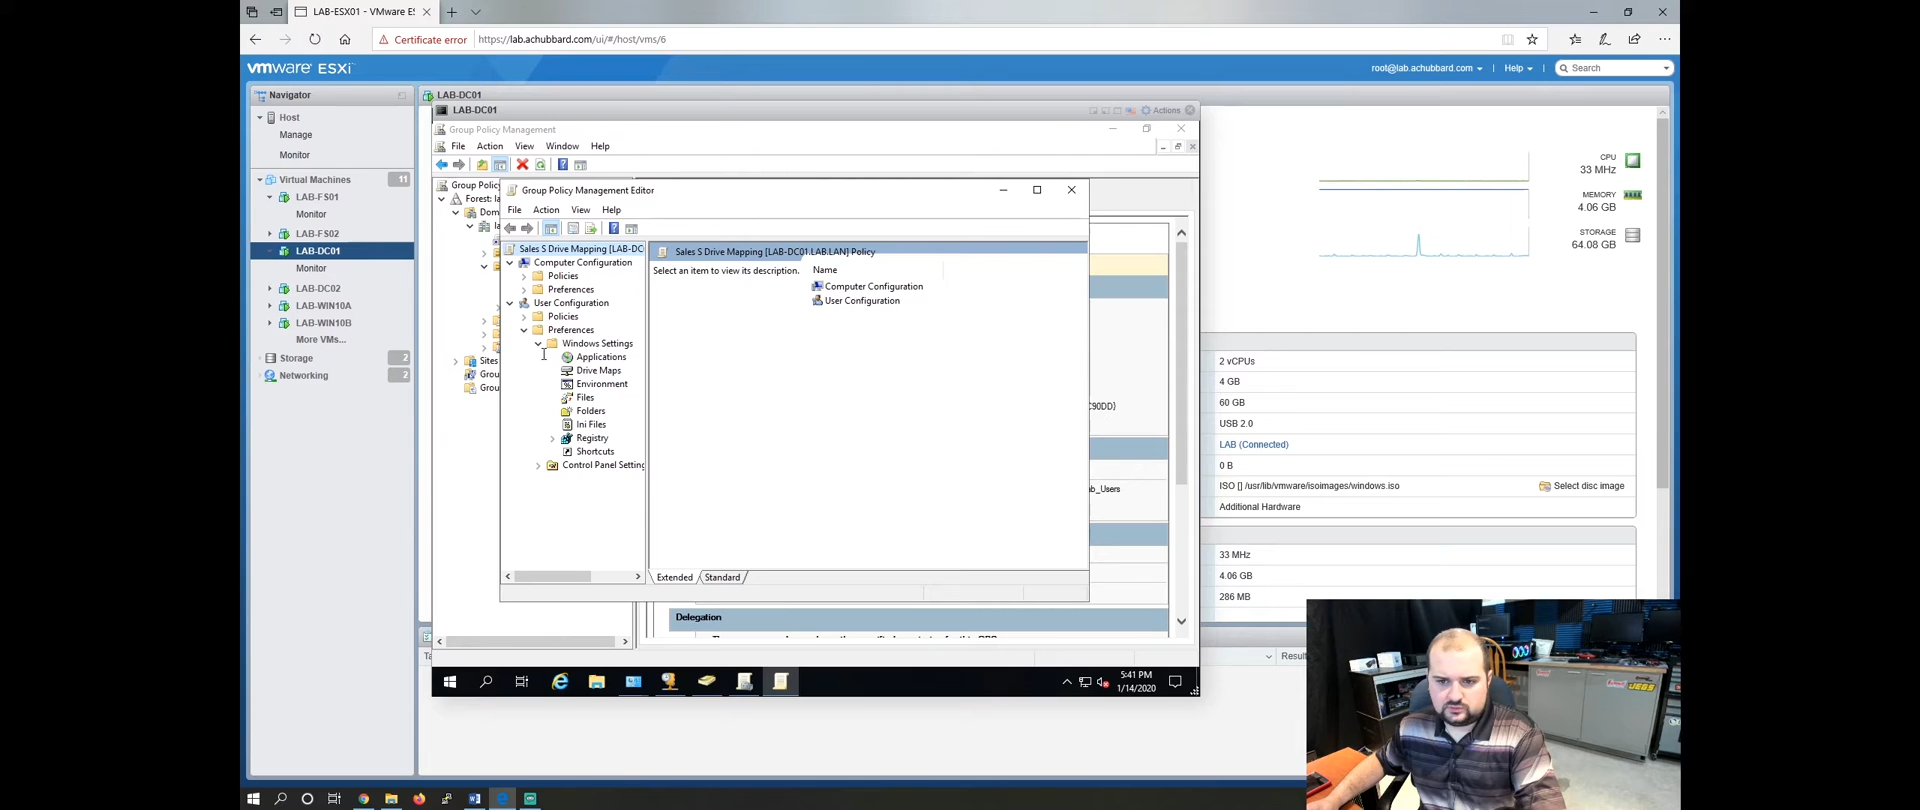 LAB-ESX01 - VMware ES
Certificate error
https://lab.achubbard.com/ui/#/host/vms/6
vmware ESXi
root@lab.achubbard.com
Help
Search
Navigator
Host
Manage
Monitor
Virtual Machines
11
LAB-FS01
Monitor
LAB-FS02
LAB-DC01
Monitor
LAB-DC02
LAB-WIN10A
LAB-WIN10B
More VMs...
Storage
2
Networking
2
LAB-DC01
LAB-DC01
Actions
Group Policy Management
File Action View Window Help
Group Policy
Forest: la
Dom
Sites
Grou
Grou
Group Policy Management Editor
File Action View Help
Sales S Drive Mapping [LAB-DC
Computer Configuration
Policies
Preferences
User Configuration
Policies
Preferences
Windows Settings
Applications
Drive Maps
Environment
Files
Folders
Ini Files
Registry
Shortcuts
Control Panel Setting
Sales S Drive Mapping [LAB-DC01.LAB.LAN] Policy
Select an item to view its description.
Name
Computer Configuration
User Configuration
Extended
Standard
C90DD}
ab_Users
Delegation
5:41 PM
1/14/2020
CPU
33 MHz
MEMORY
4.06 GB
STORAGE
64.08 GB
2 vCPUs
4 GB
60 GB
USB 2.0
LAB (Connected)
0 B
ISO [] /usr/lib/vmware/isoimages/windows.iso
Select disc image
Additional Hardware
33 MHz
4.06 GB
286 MB
Result
JEGS